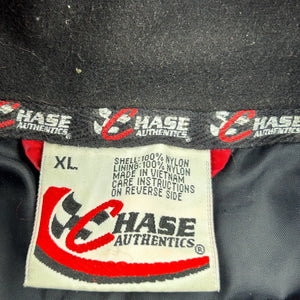 CHASE
AUTHENTICS®
CHASE
AUTHENTICS®
CHASE
AUTHENTICS
XL
SHELL: 100% NYLON
LINING: 100% NYLON
MADE IN VIETNAM
CARE INSTRUCTIONS
ON REVERSE SIDE
CHASE
AUTHENTICS®